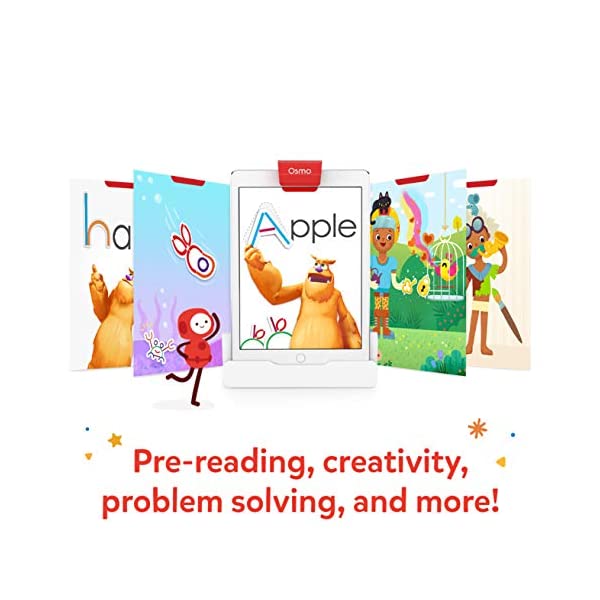 Osmo
ha
Apple
b b
Pre-reading, creativity,
problem solving, and more!